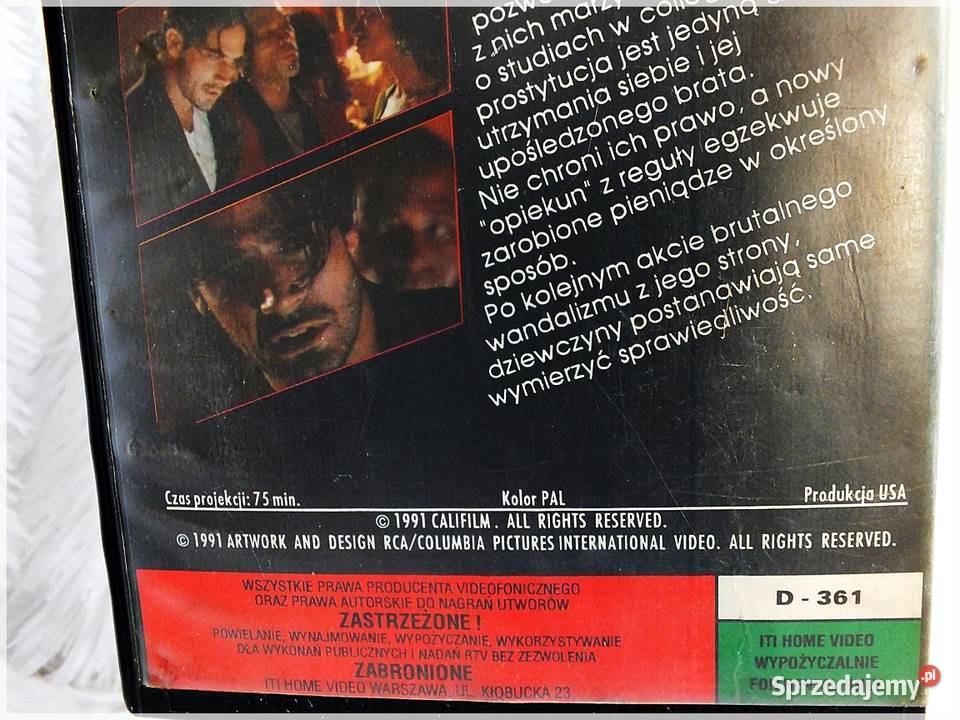 z nich
o studiach w
prostytucja jest jedyną
utrzymania siebie i jej
upośledzonego brata.
Nie chroni ich prawo, a nowy
"opiekun" z reguły egzekwuje
zarobione pieniądze w określony
sposób.
Po kolejnym akcie brutalnego
wandalizmu z jego strony,
dziewczyny postanawiają same
wymierzyć sprawiedliwość.
Czas projekcji: 75 min. Kolor PAL Produkcja USA
© 1991 CALIFILM. ALL RIGHTS RESERVED.
© 1991 ARTWORK AND DESIGN RCA/COLUMBIA PICTURES INTERNATIONAL VIDEO. ALL RIGHTS RESERVED.
WSZYSTKIE PRAWA PRODUCENTA VIDEOFONICZNEGO
ORAZ PRAWA AUTORSKIE DO NAGRAŃ UTWORÓW
ZASTRZEŻONE !
POWIELANIE, WYNAJMOWANIE, WYPOŻYCZANIE, WYKORZYSTYWANIE
DLA WYKONAŃ PUBLICZNYCH I NADAŃ RTV BEZ ZEZWOLENIA
ZABRONIONE
ITI HOME VIDEO WARSZAWA, UL. KŁOBUCKA 23
D - 361
ITI HOME VIDEO
WYPOŻYCZALNIE
Sprzedajemy.pl